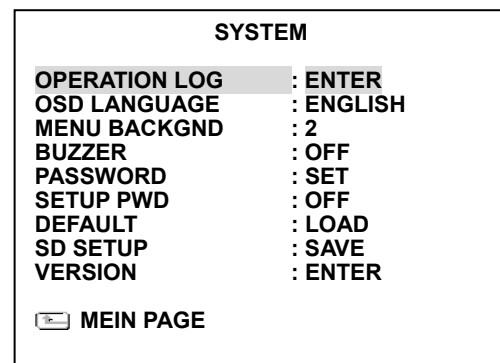 SYSTEM
OPERATION LOG : ENTER
OSD LANGUAGE : ENGLISH
MENU BACKGND : 2
BUZZER : OFF
PASSWORD : SET
SETUP PWD : OFF
DEFAULT : LOAD
SD SETUP : SAVE
VERSION : ENTER
MEIN PAGE